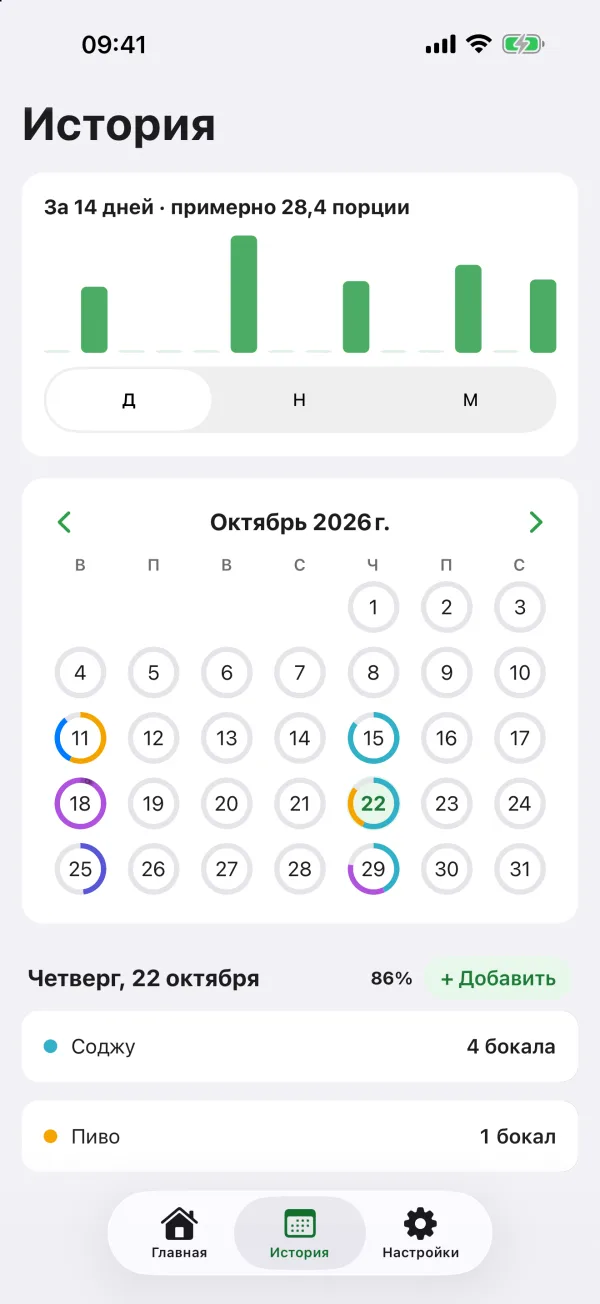 09:41
История
За 14 дней · примерно 28,4 порции
Д Н М
Октябрь 2026 г.
В П В С Ч П С
1 2 3
4 5 6 7 8 9 10
11 12 13 14 15 16 17
18 19 20 21 22 23 24
25 26 27 28 29 30 31
Четверг, 22 октября 86% + Добавить
Соджу 4 бокала
Пиво 1 бокал
Главная История Настройки